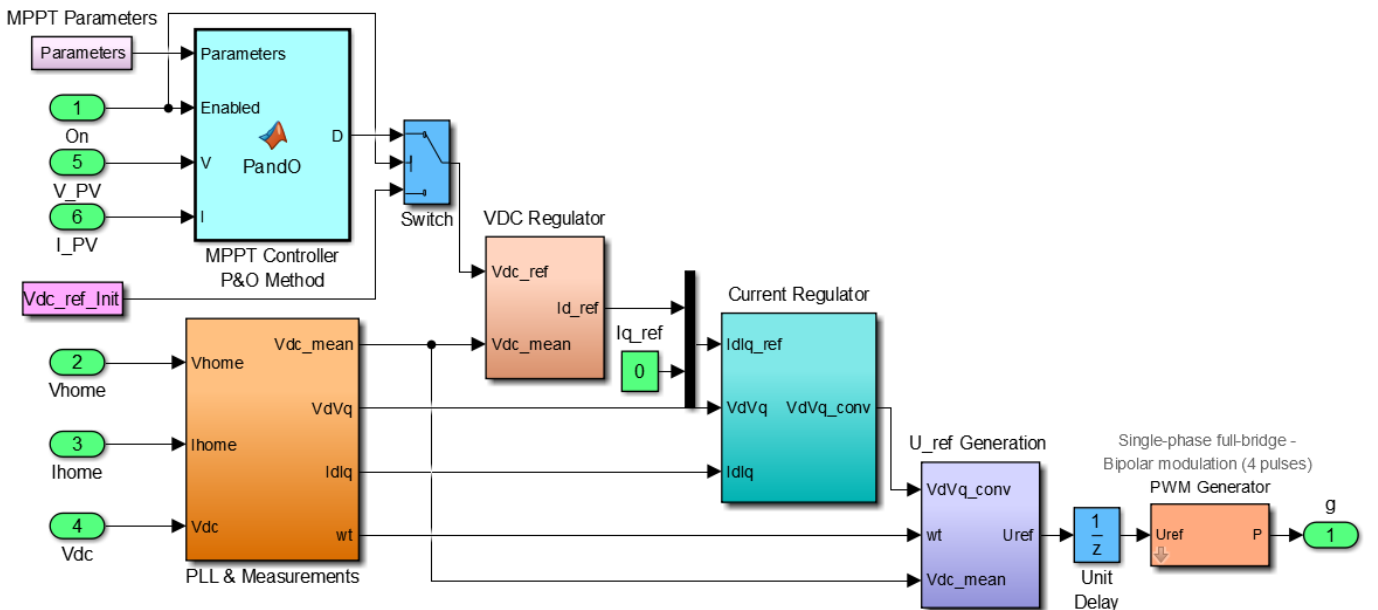 MPPT Parameters
Parameters
Parameters
1
Enabled
On
D
5
V
PandO
V_PV
6
I
I_PV
Switch
VDC Regulator
MPPT Controller
P&O Method
Vdc_ref
Vdc_ref_Init
Current Regulator
Id_ref
Iq_ref
Vdc_mean
Vdc_mean
IdIq_ref
2
Vhome
0
Vhome
VdVq
VdVq
VdVq_conv
3
Ihome
U_ref Generation
Single-phase full-bridge -
Bipolar modulation (4 pulses)
Ihome
IdIq
IdIq
PWM Generator
VdVq_conv
g
4
Vdc
wt
wt
Uref
1
z
Uref
P
1
Vdc
PLL & Measurements
Vdc_mean
Unit
Delay